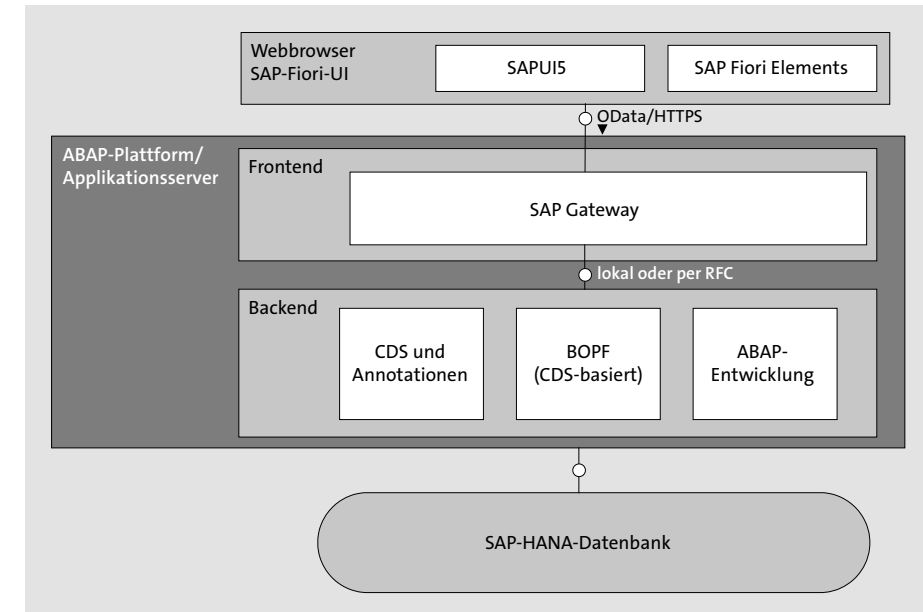 Webbrowser
SAP-Fiori-UI
SAPUI5
SAP Fiori Elements
OData/HTTPS
ABAP-Plattform/
Applikationsserver
Frontend
SAP Gateway
lokal oder per RFC
Backend
CDS und
Annotationen
BOPF
(CDS-basiert)
ABAP-
Entwicklung
SAP-HANA-Datenbank